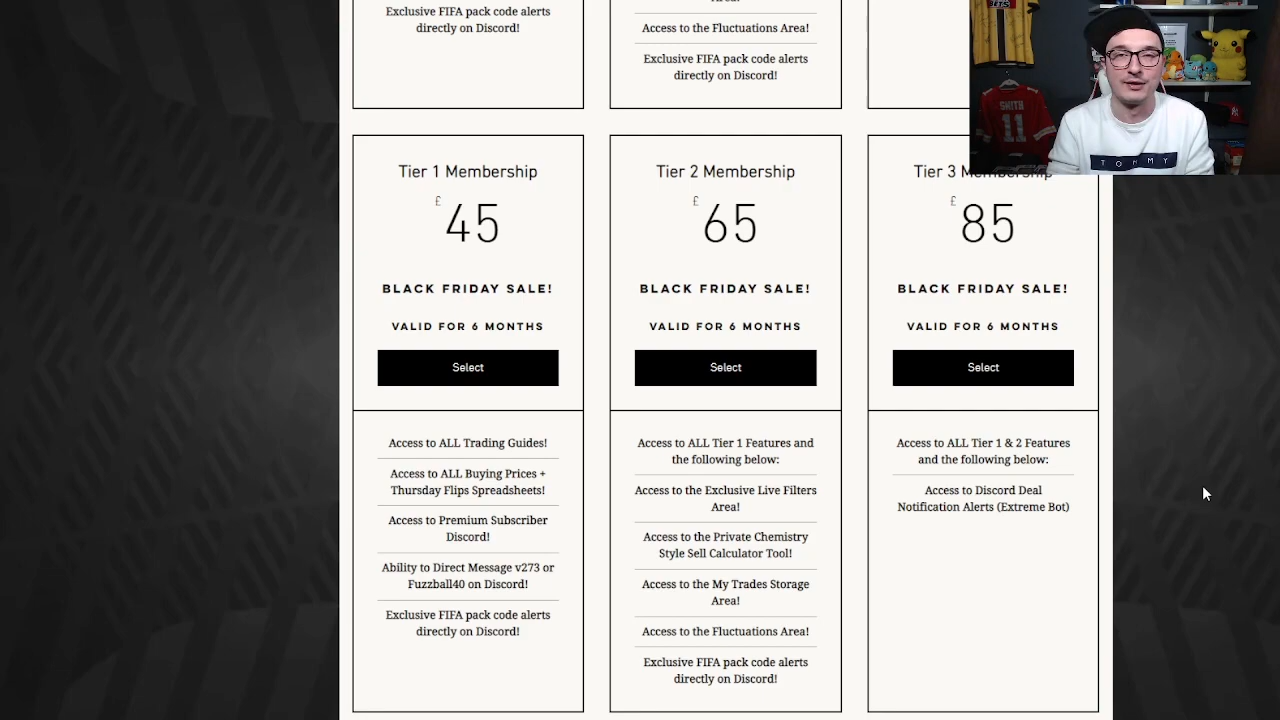 Exclusive FIFA pack code alerts
directly on Discord!
Access to the Fluctuations Area!
Exclusive FIFA pack code alerts
directly on Discord!
SMITH
11
TOMMY
Tier 1 Membership
£
45
BLACK FRIDAY SALE!
VALID FOR 6 MONTHS
Select
Access to ALL Trading Guides!
Access to ALL Buying Prices +
Thursday Flips Spreadsheets!
Access to Premium Subscriber
Discord!
Ability to Direct Message v273 or
Fuzzball40 on Discord!
Exclusive FIFA pack code alerts
directly on Discord!
Tier 2 Membership
£
65
BLACK FRIDAY SALE!
VALID FOR 6 MONTHS
Select
Access to ALL Tier 1 Features and
the following below:
Access to the Exclusive Live Filters
Area!
Access to the Private Chemistry
Style Sell Calculator Tool!
Access to the My Trades Storage
Area!
Access to the Fluctuations Area!
Exclusive FIFA pack code alerts
directly on Discord!
Tier 3 Membership
£
85
BLACK FRIDAY SALE!
VALID FOR 6 MONTHS
Select
Access to ALL Tier 1 & 2 Features
and the following below:
Access to Discord Deal
Notification Alerts (Extreme Bot)